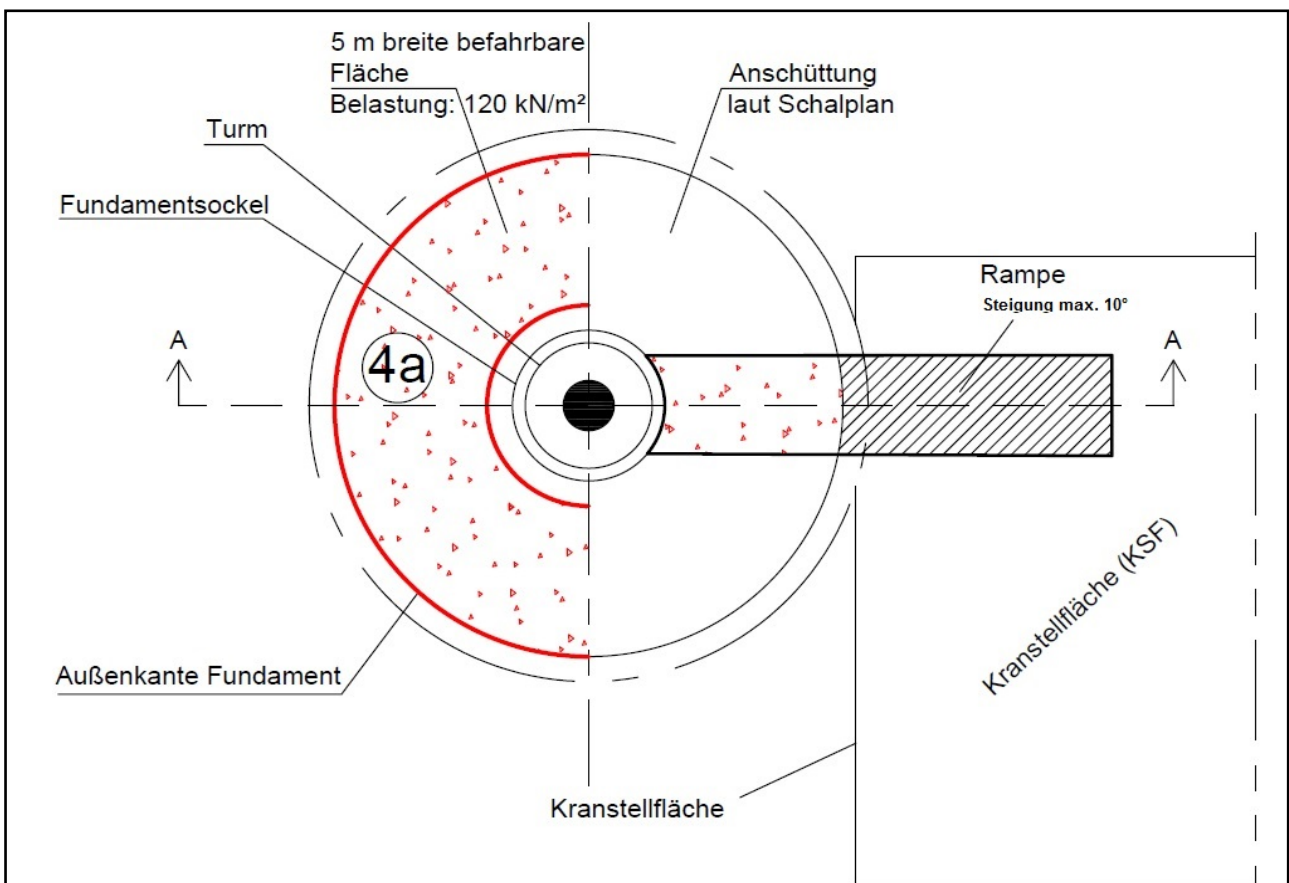 5 m breite befahrbare
Fläche
Belastung: 120 kN/m²
Anschüttung
laut Schalplan
Turm
Fundamentsockel
Rampe
Steigung max. 10°
A
A
4a
Kranstellfläche (KSF)
Außenkante Fundament
Kranstellfläche